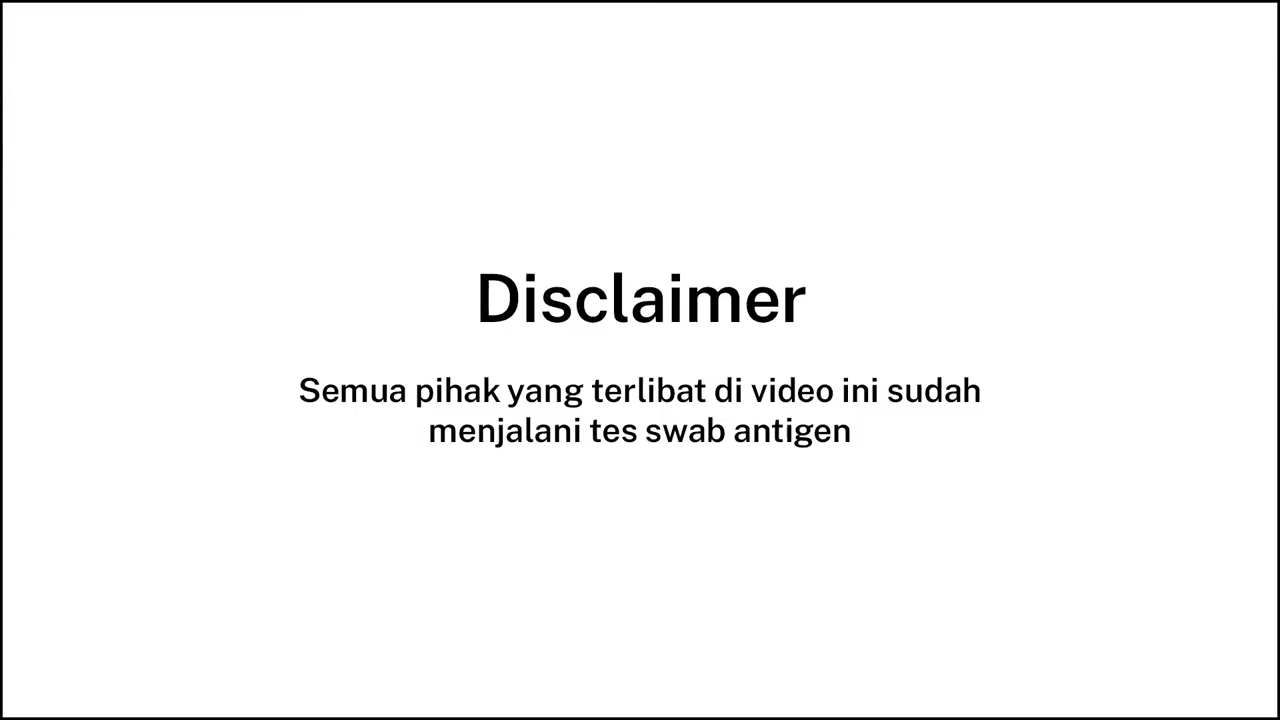 Disclaimer
Semua pihak yang terlibat di video ini sudah
menjalani tes swab antigen